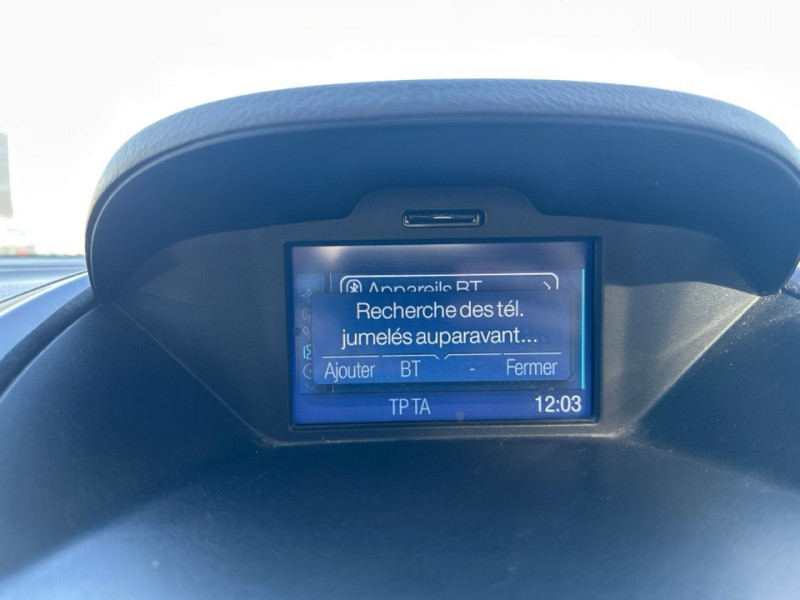 Appareils BT
Recherche des tél.
jumelés auparavant...
Ajouter BT - Fermer
TP TA 12:03